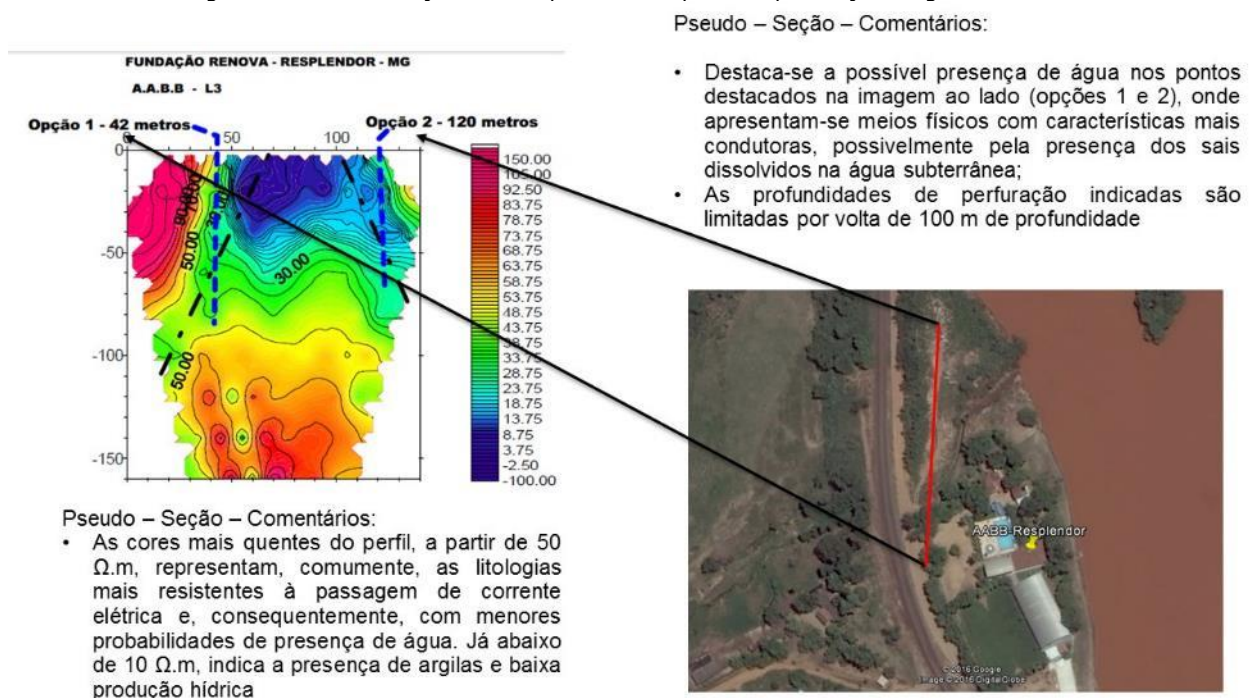 FUNDAÇÃO RENOVA - RESPLENDOR - MG
A.A.B.B - L3
Opção 1 - 42 metros
Opção 2 - 120 metros
0
50
100
-50
-100
-150
50.00
50.00
50.00
30.00
150.00
105.00
92.50
83.75
78.75
73.75
68.75
63.75
58.75
53.75
48.75
43.75
38.75
33.75
28.75
23.75
18.75
13.75
8.75
3.75
-2.50
-100.00
Pseudo – Seção – Comentários:
• As cores mais quentes do perfil, a partir de 50
Ω.m, representam, comumente, as litologias
mais resistentes à passagem de corrente
elétrica e, consequentemente, com menores
probabilidades de presença de água. Já abaixo
de 10 Ω.m, indica a presença de argilas e baixa
produção hídrica
Pseudo – Seção – Comentários:
• Destaca-se a possível presença de água nos pontos
destacados na imagem ao lado (opções 1 e 2), onde
apresentam-se meios físicos com características mais
condutoras, possivelmente pela presença dos sais
dissolvidos na água subterrânea;
• As profundidades de perfuração indicadas são
limitadas por volta de 100 m de profundidade
AABB-Resplendor
© 2016 Google
Image © 2016 DigitalGlobe